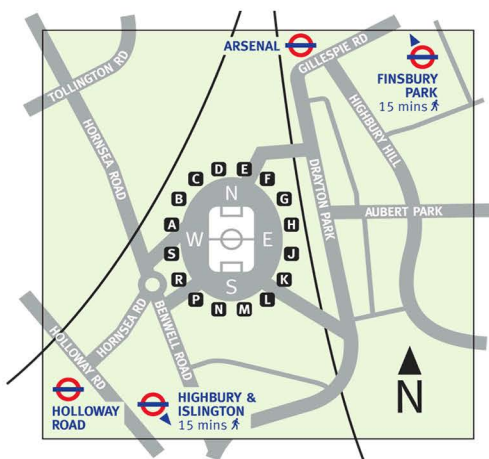 ARSENAL
GILLESPIE RD
FINSBURY
PARK
15 mins
TOLLINGTON RD
HORNSEA ROAD
HIGHBURY HILL
DRAYTON PARK
AUBERT PARK
D
E
C
F
B
G
A
H
S
J
R
K
P
L
N
M
N
W
E
S
HORNSEA RD
BENWELL ROAD
HOLLOWAY RD
HOLLOWAY
ROAD
HIGHBURY &
ISLINGTON
15 mins
N